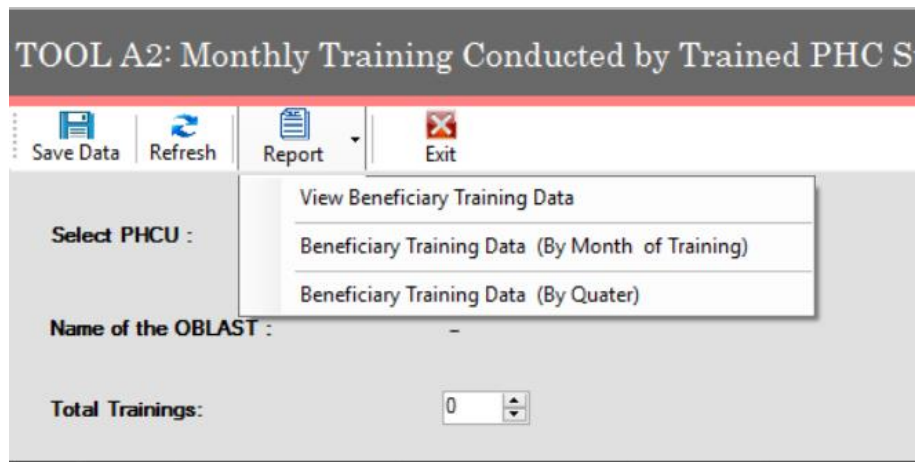 TOOL A2: Monthly Training Conducted by Trained PHC S
Save Data Refresh Report Exit
View Beneficiary Training Data
Select PHCU :
Beneficiary Training Data (By Month of Training)
Beneficiary Training Data (By Quater)
Name of the OBLAST : -
Total Trainings: 0